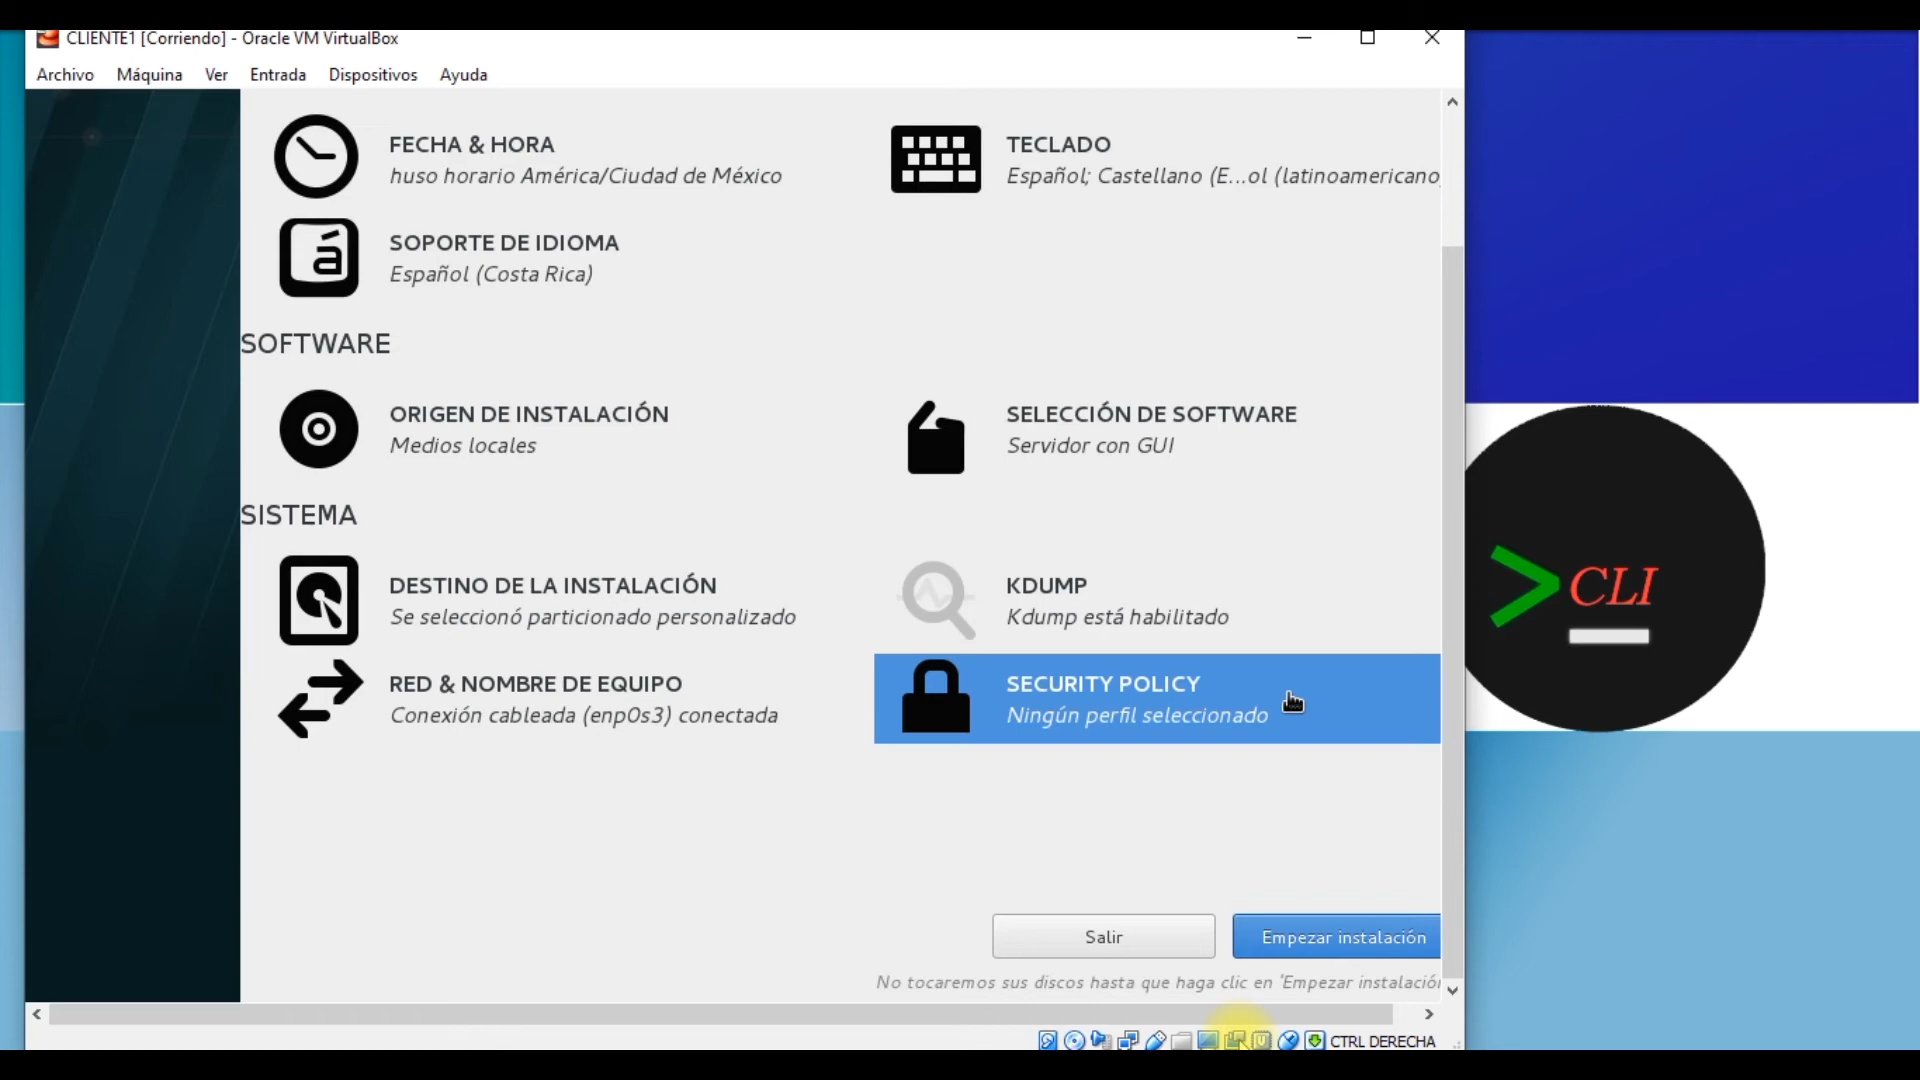 CLIENTE1 [Corriendo] - Oracle VM VirtualBox
Archivo Máquina Ver Entrada Dispositivos Ayuda
FECHA & HORA
huso horario América/Ciudad de México
TECLADO
Español; Castellano (E...ol (latinoamericano)
SOPORTE DE IDIOMA
Español (Costa Rica)
SOFTWARE
ORIGEN DE INSTALACIÓN
Medios locales
SELECCIÓN DE SOFTWARE
Servidor con GUI
SISTEMA
DESTINO DE LA INSTALACIÓN
Se seleccionó particionado personalizado
KDUMP
Kdump está habilitado
RED & NOMBRE DE EQUIPO
Conexión cableada (enp0s3) conectada
SECURITY POLICY
Ningún perfil seleccionado
Salir
Empezar instalación
No tocaremos sus discos hasta que haga clic en 'Empezar instalación
CTRL DERECHA
>CLI